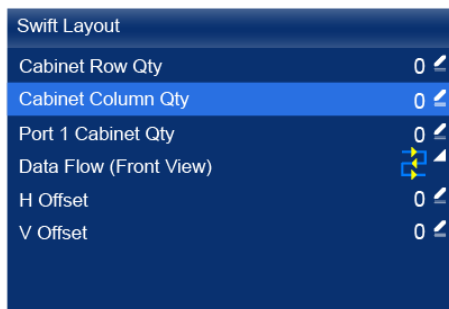 Swift Layout
Cabinet Row Qty 0
Cabinet Column Qty 0
Port 1 Cabinet Qty 0
Data Flow (Front View)
H Offset 0
V Offset 0